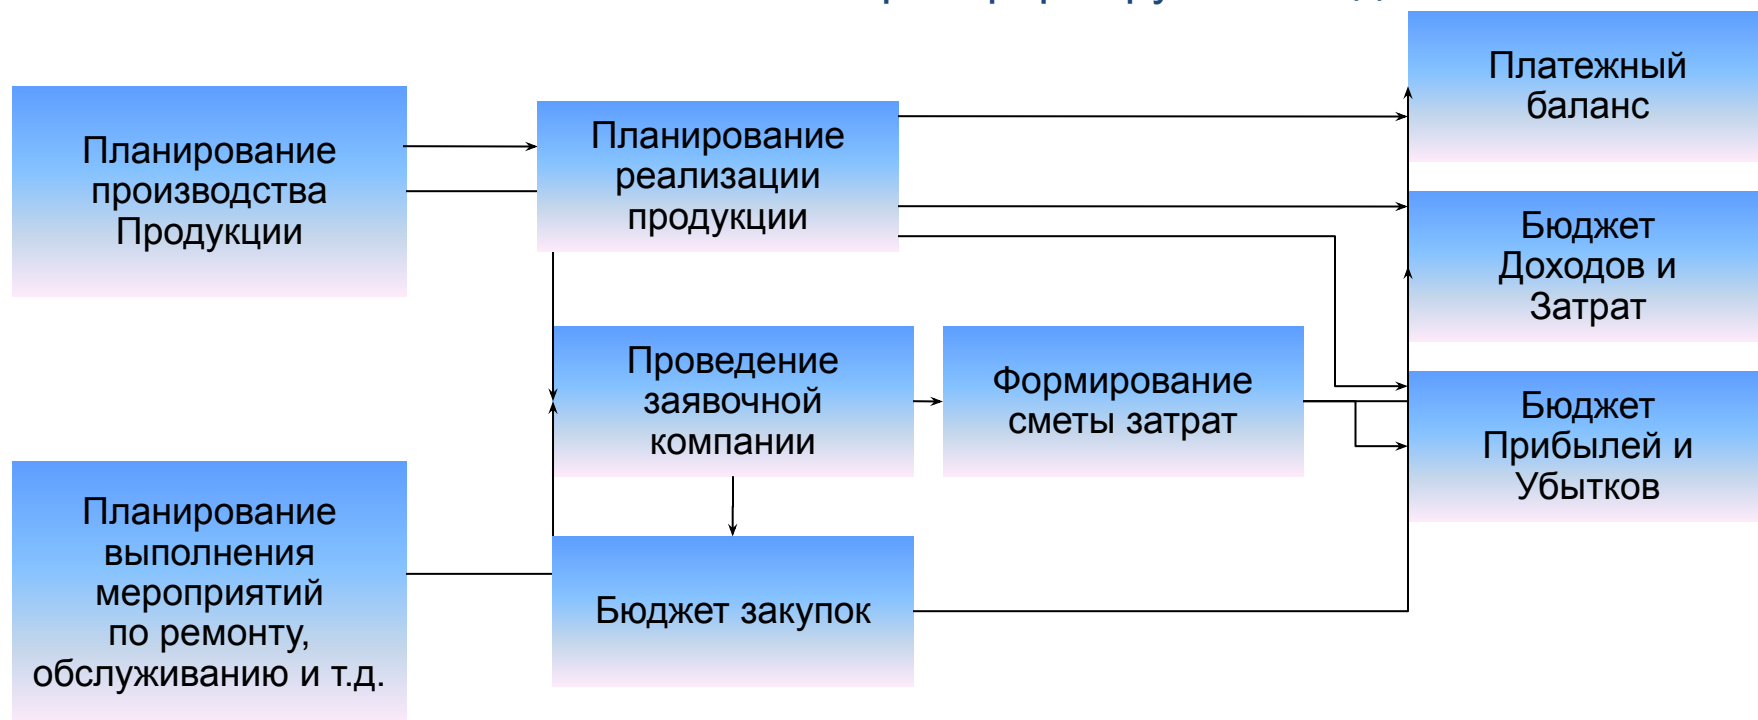 Планирование
производства
Продукции
Планирование
реализации
продукции
Платежный
баланс
Бюджет
Доходов и
Затрат
Проведение
заявочной
компании
Формирование
сметы затрат
Бюджет
Прибылей и
Убытков
Планирование
выполнения
мероприятий
по ремонту,
обслуживанию и т.д.
Бюджет закупок